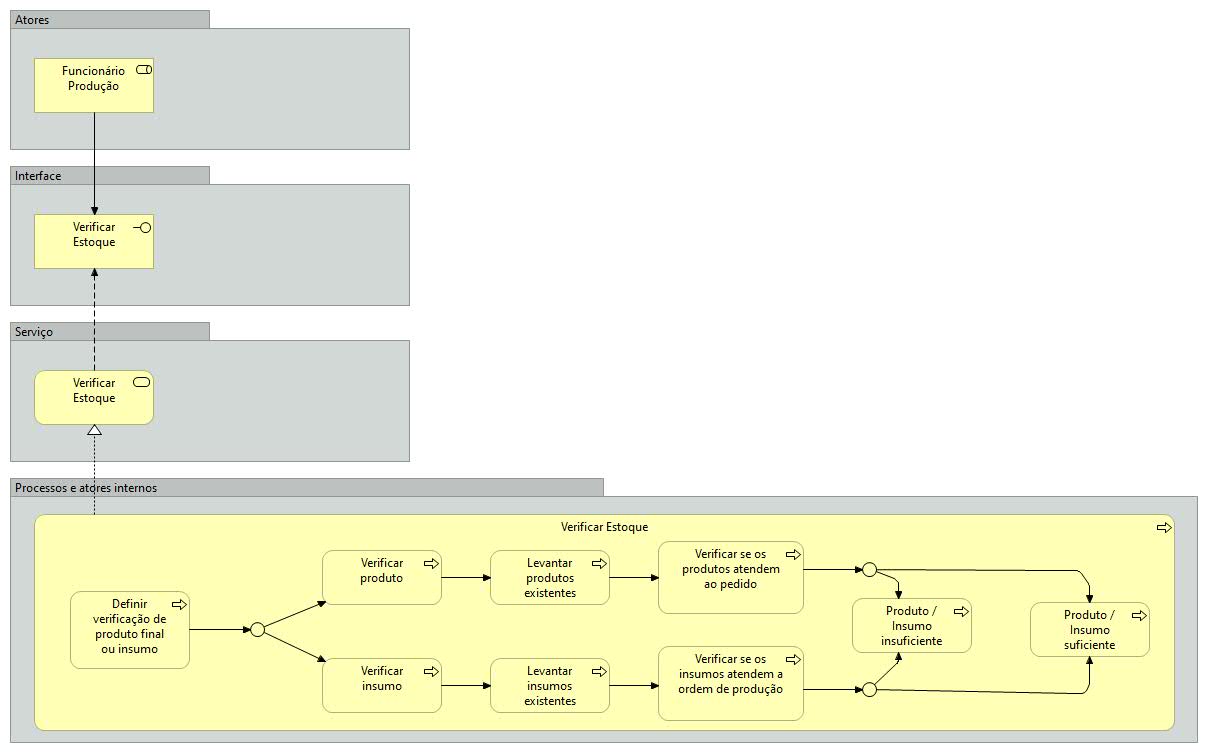 Atores
Funcionário
Produção
Interface
Verificar
Estoque
Serviço
Verificar
Estoque
Processos e atores internos
Verificar Estoque
Definir
verificação de
produto final
ou insumo
Verificar
produto
Levantar
produtos
existentes
Verificar se os
produtos atendem
ao pedido
Produto /
Insumo
insuficiente
Produto /
Insumo
suficiente
Verificar
insumo
Levantar
insumos
existentes
Verificar se os
insumos atendem a
ordem de produção